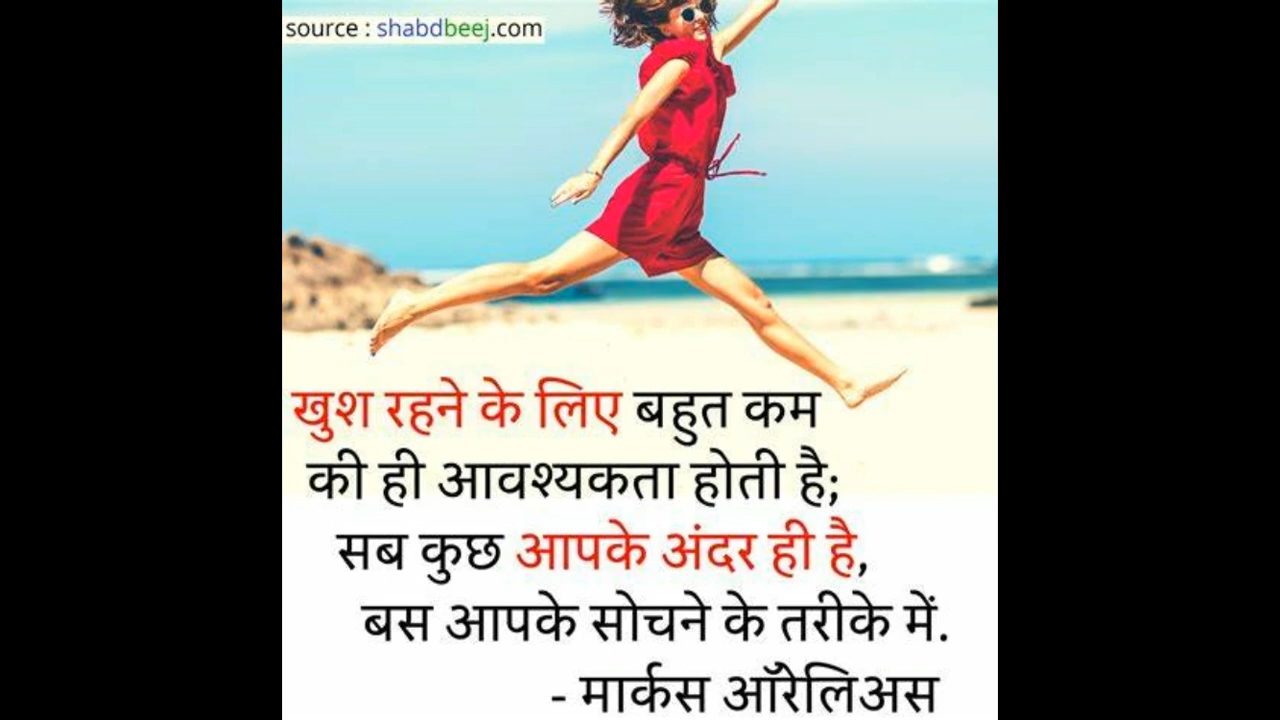 source : shabdbeej.com
खुश रहने के लिए बहुत कम
की ही आवश्यकता होती है;
सब कुछ आपके अंदर ही है,
बस आपके सोचने के तरीके में.
- मार्कस ऑरेलिअस